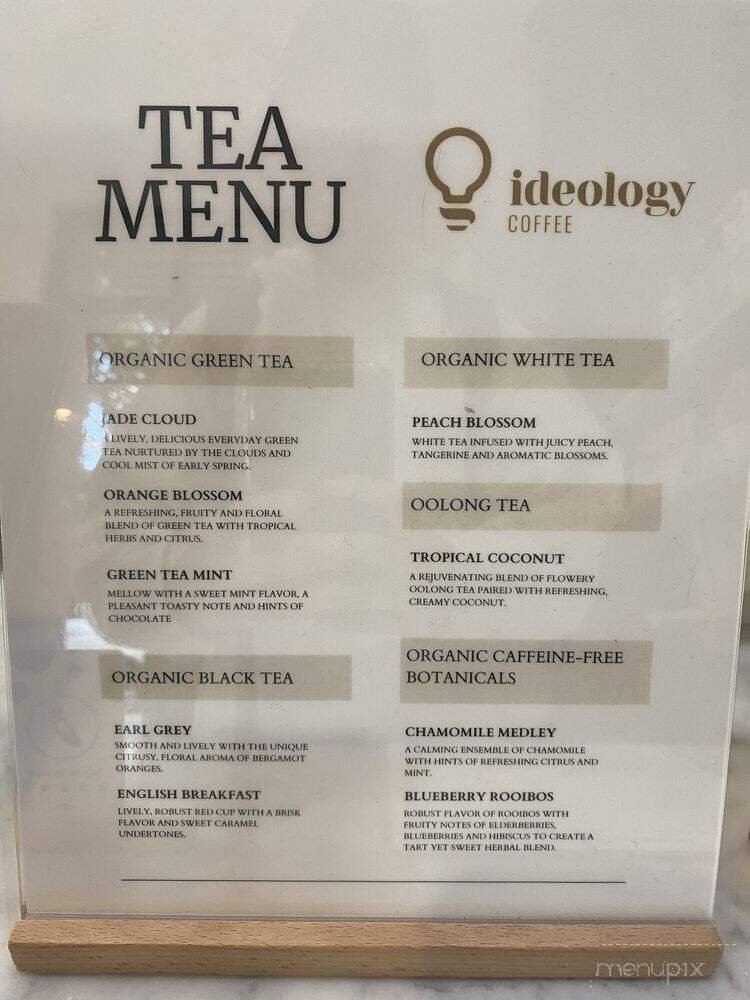 TEA
MENU
ideology
COFFEE
ORGANIC GREEN TEA
JADE CLOUD
A LIVELY, DELICIOUS EVERYDAY GREEN
TEA NURTURED BY THE CLOUDS AND
COOL MIST OF EARLY SPRING.
ORANGE BLOSSOM
A REFRESHING, FRUITY AND FLORAL
BLEND OF GREEN TEA WITH TROPICAL
HERBS AND CITRUS.
GREEN TEA MINT
MELLOW WITH A SWEET MINT FLAVOR, A
PLEASANT TOASTY NOTE AND HINTS OF
CHOCOLATE
ORGANIC BLACK TEA
EARL GREY
SMOOTH AND LIVELY WITH THE UNIQUE
CITRUSY, FLORAL AROMA OF BERGAMOT
ORANGES.
ENGLISH BREAKFAST
LIVELY, ROBUST RED CUP WITH A BRISK
FLAVOR AND SWEET CARAMEL
UNDERTONES.
ORGANIC WHITE TEA
PEACH BLOSSOM
WHITE TEA INFUSED WITH JUICY PEACH,
TANGERINE AND AROMATIC BLOSSOMS.
OOLONG TEA
TROPICAL COCONUT
A REJUVENATING BLEND OF FLOWERY
OOLONG TEA PAIRED WITH REFRESHING,
CREAMY COCONUT.
ORGANIC CAFFEINE-FREE
BOTANICALS
CHAMOMILE MEDLEY
A CALMING ENSEMBLE OF CHAMOMILE
WITH HINTS OF REFRESHING CITRUS AND
MINT.
BLUEBERRY ROOIBOS
ROBUST FLAVOR OF ROOIBOS WITH
FRUITY NOTES OF ELDERBERRIES,
BLUEBERRIES AND HIBISCUS TO CREATE A
TART YET SWEET HERBAL BLEND.
menupix